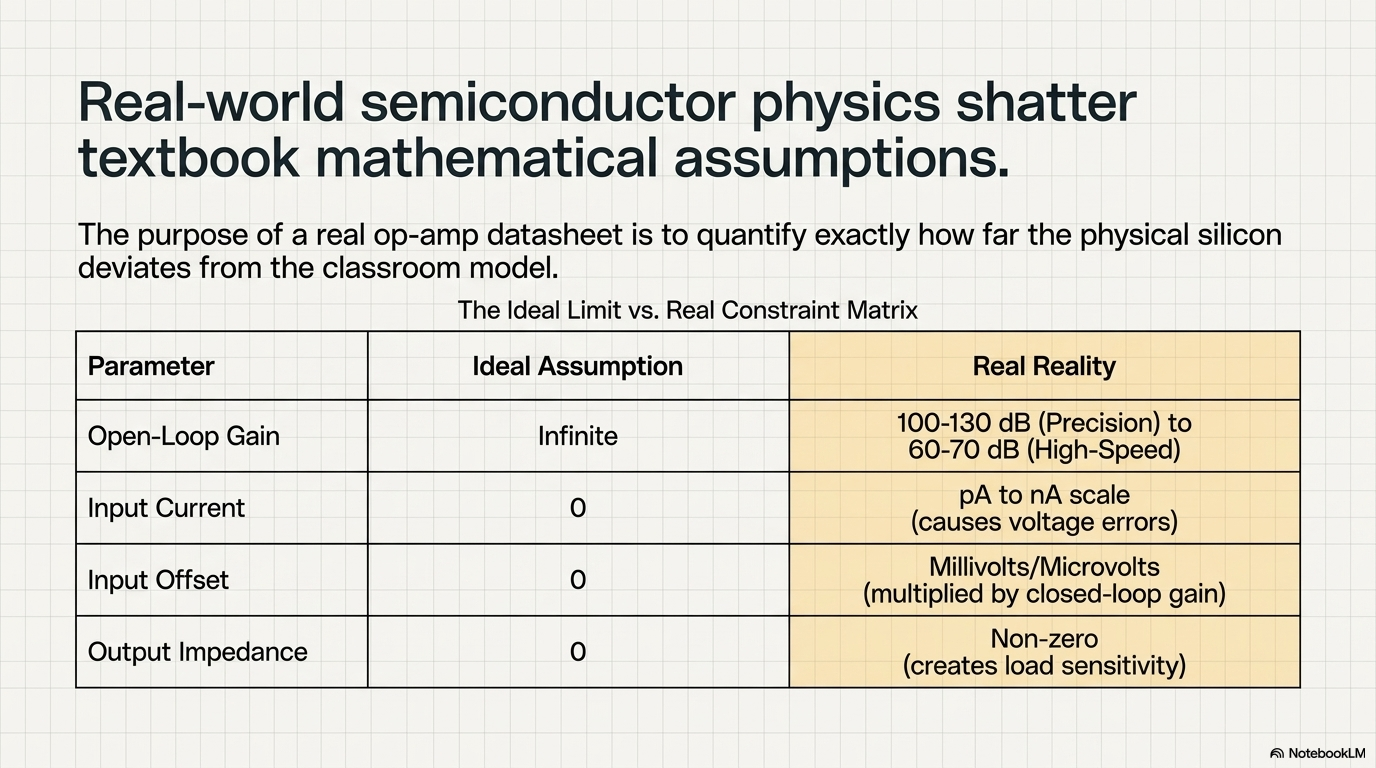 Real-world semiconductor physics shatter
textbook mathematical assumptions.
The purpose of a real op-amp datasheet is to quantify exactly how far the physical silicon
deviates from the classroom model.
The Ideal Limit vs. Real Constraint Matrix
Parameter
Ideal Assumption
Real Reality
Open-Loop Gain
Infinite
100-130 dB (Precision) to
60-70 dB (High-Speed)
Input Current
0
pA to nA scale
(causes voltage errors)
Input Offset
0
Millivolts/Microvolts
(multiplied by closed-loop gain)
Output Impedance
0
Non-zero
(creates load sensitivity)
NotebookLM